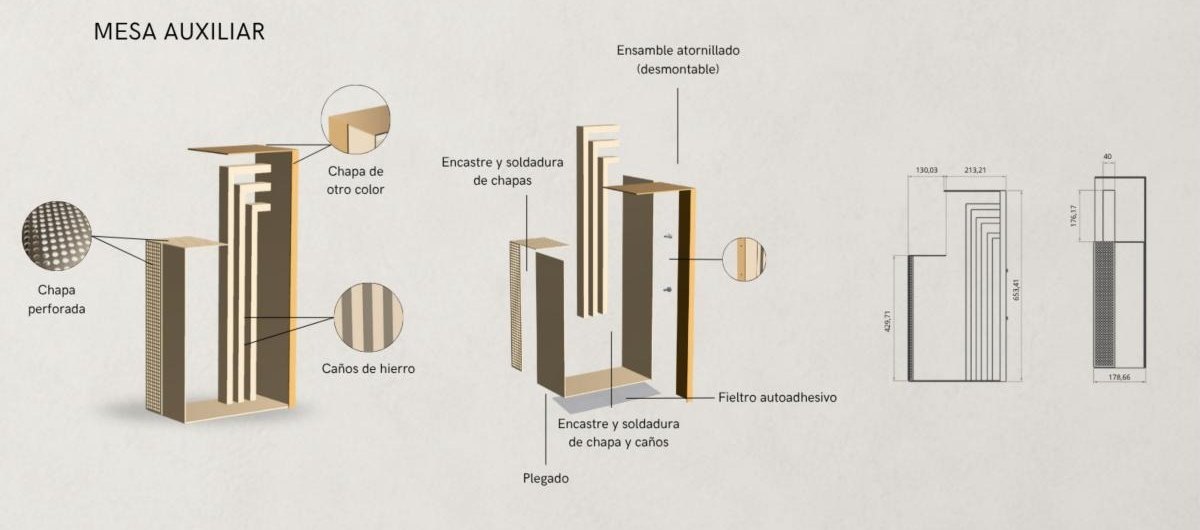 MESA AUXILIAR
Chapa de
otro color
Chapa
perforada
Caños de hierro
Ensamble atornillado
(desmontable)
Encastre y soldadura
de chapas
Fieltro autoadhesivo
Encastre y soldadura
de chapa y caños
Plegado
130,03
213,21
429,71
653,41
40
176,17
178,66